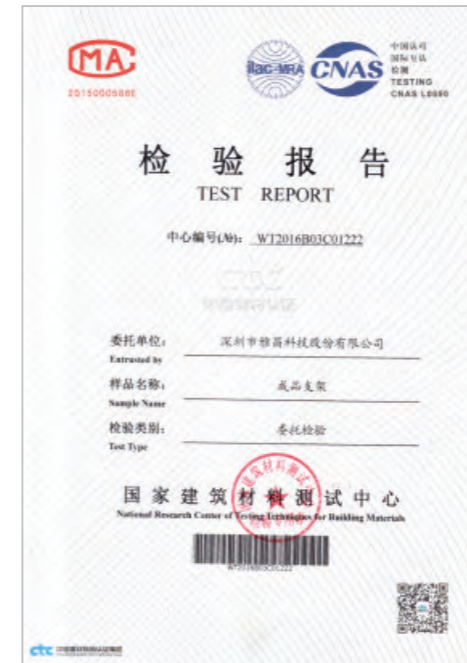 MA
ilac-MRA
CNAS
中国认可
国际互认
检测
TESTING
CNAS L0690
检 验 报 告
TEST REPORT
中心编号(№): WT2016B03C01222
委托单位: 深圳市雅昌科技股份有限公司
Entrusted by
样品名称: 成品支架
Sample Name
检验类别: 委托检验
Test Type
国家建筑材料测试中心
National Research Center of Testing Techniques for Building Materials
WT2016B03C01222
ctc